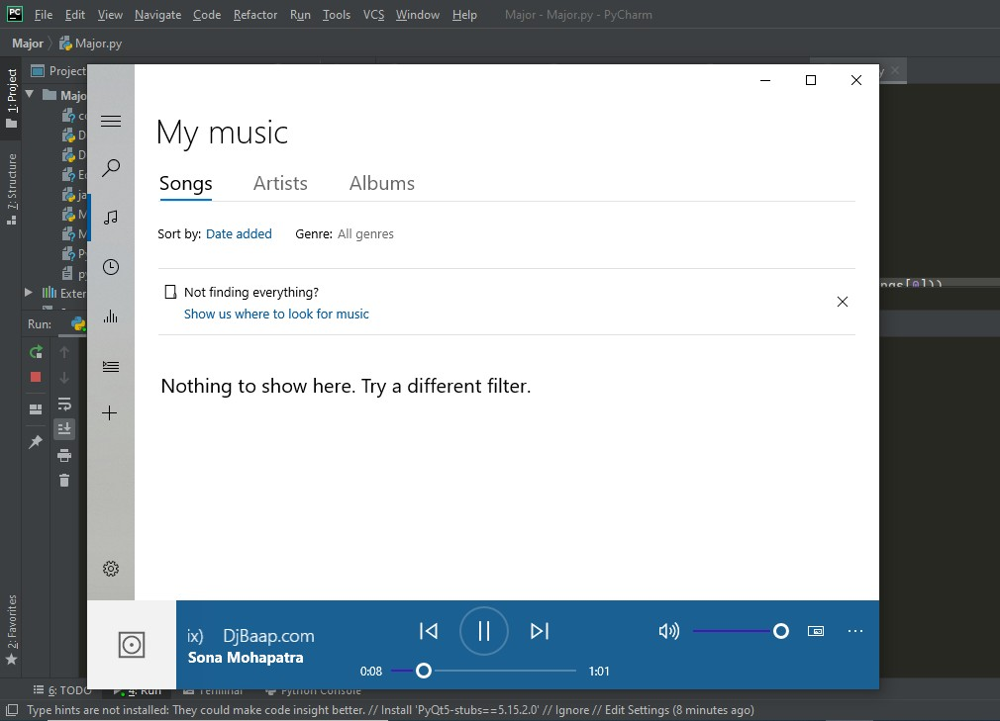 PC File Edit View Navigate Code Refactor Run Tools VCS Window Help Major - Major.py - PyCharm
Major Major.py
1: Project
Project
Major
7: Structure
Run:
My music
Songs Artists Albums
Sort by: Date added Genre: All genres
Not finding everything?
Show us where to look for music
Nothing to show here. Try a different filter.
ngs[0]))
ix) DjBaap.com
Sona Mohapatra
0:08 1:01
2: Favorites
6: TODO 4: Run Terminal Python Console
Type hints are not installed: They could make code insight better. // Install 'PyQt5-stubs==5.15.2.0' // Ignore // Edit Settings (8 minutes ago)